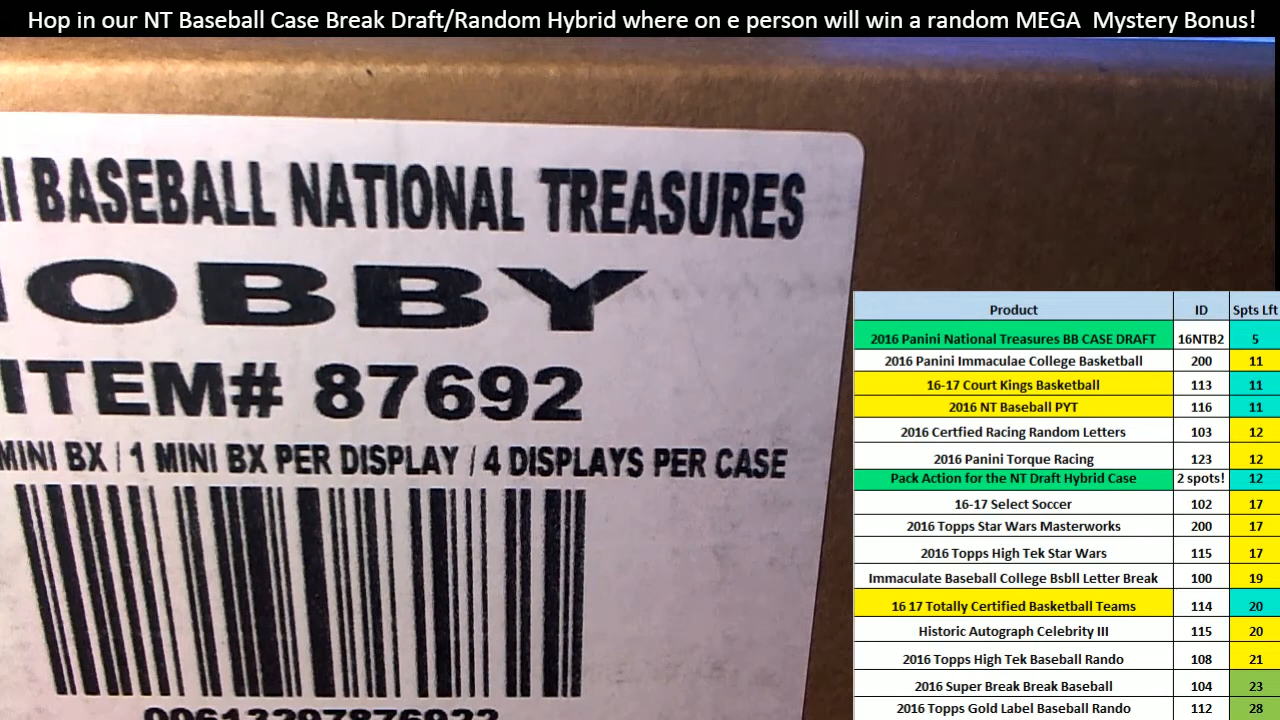 Hop in our NT Baseball Case Break Draft/Random Hybrid where on e person will win a random MEGA  Mystery Bonus!
BASEBALL NATIONAL TREASURES
OBBY
ITEM# 87692
MINI BX / 1 MINI BX PER DISPLAY / 4 DISPLAYS PER CASE
Product ID Spts Lft
2016 Panini National Treasures BB CASE DRAFT 16NTB2 5
2016 Panini Immaculae College Basketball 200 11
16-17 Court Kings Basketball 113 11
2016 NT Baseball PYT 116 11
2016 Certfied Racing Random Letters 103 12
2016 Panini Torque Racing 123 12
Pack Action for the NT Draft Hybrid Case 2 spots! 12
16-17 Select Soccer 102 17
2016 Topps Star Wars Masterworks 200 17
2016 Topps High Tek Star Wars 115 17
Immaculate Baseball College Bsbll Letter Break 100 19
16 17 Totally Certified Basketball Teams 114 20
Historic Autograph Celebrity III 115 20
2016 Topps High Tek Baseball Rando 108 21
2016 Super Break Break Baseball 104 23
2016 Topps Gold Label Baseball Rando 112 28